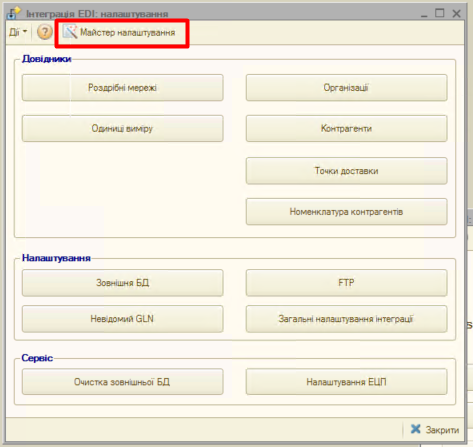 Інтеграція EDI: налаштування
Дії
Майстер налаштування
Довідники
Роздрібні мережі
Організації
Одиниці виміру
Контрагенти
Точки доставки
Номенклатура контрагентів
Налаштування
Зовнішня БД
FTP
Невідомий GLN
Загальні налаштування інтеграції
Сервіс
Очистка зовнішньої БД
Налаштування ЕЦП
Закрити